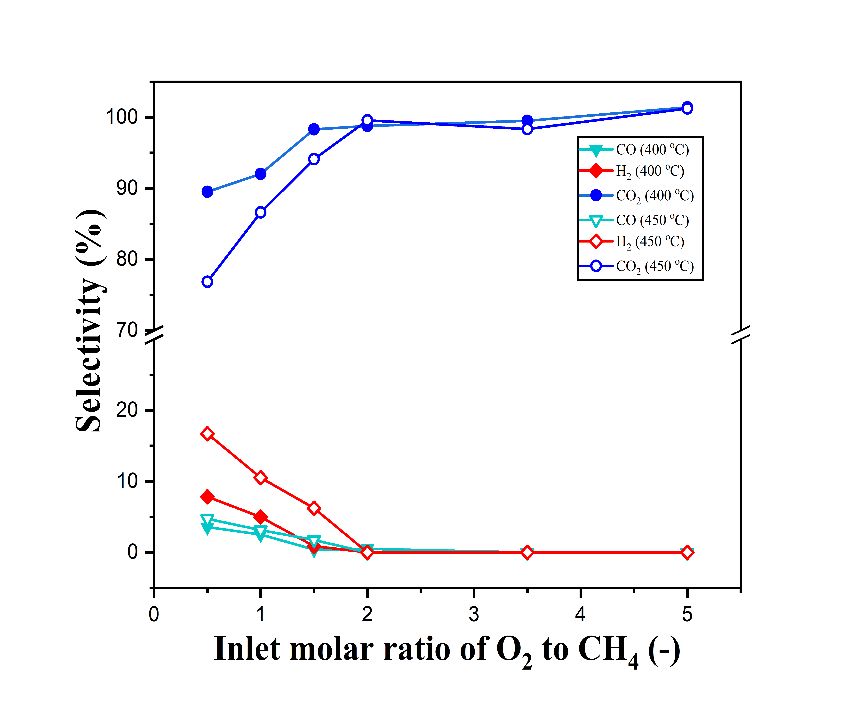 100
90
80
70
20
10
0
Selectivity (%)
CO (400 °C)
H₂ (400 °C)
CO₂ (400 °C)
CO (450 °C)
H₂ (450 °C)
CO₂ (450 °C)
0 1 2 3 4 5
Inlet molar ratio of O₂ to CH₄ (-)